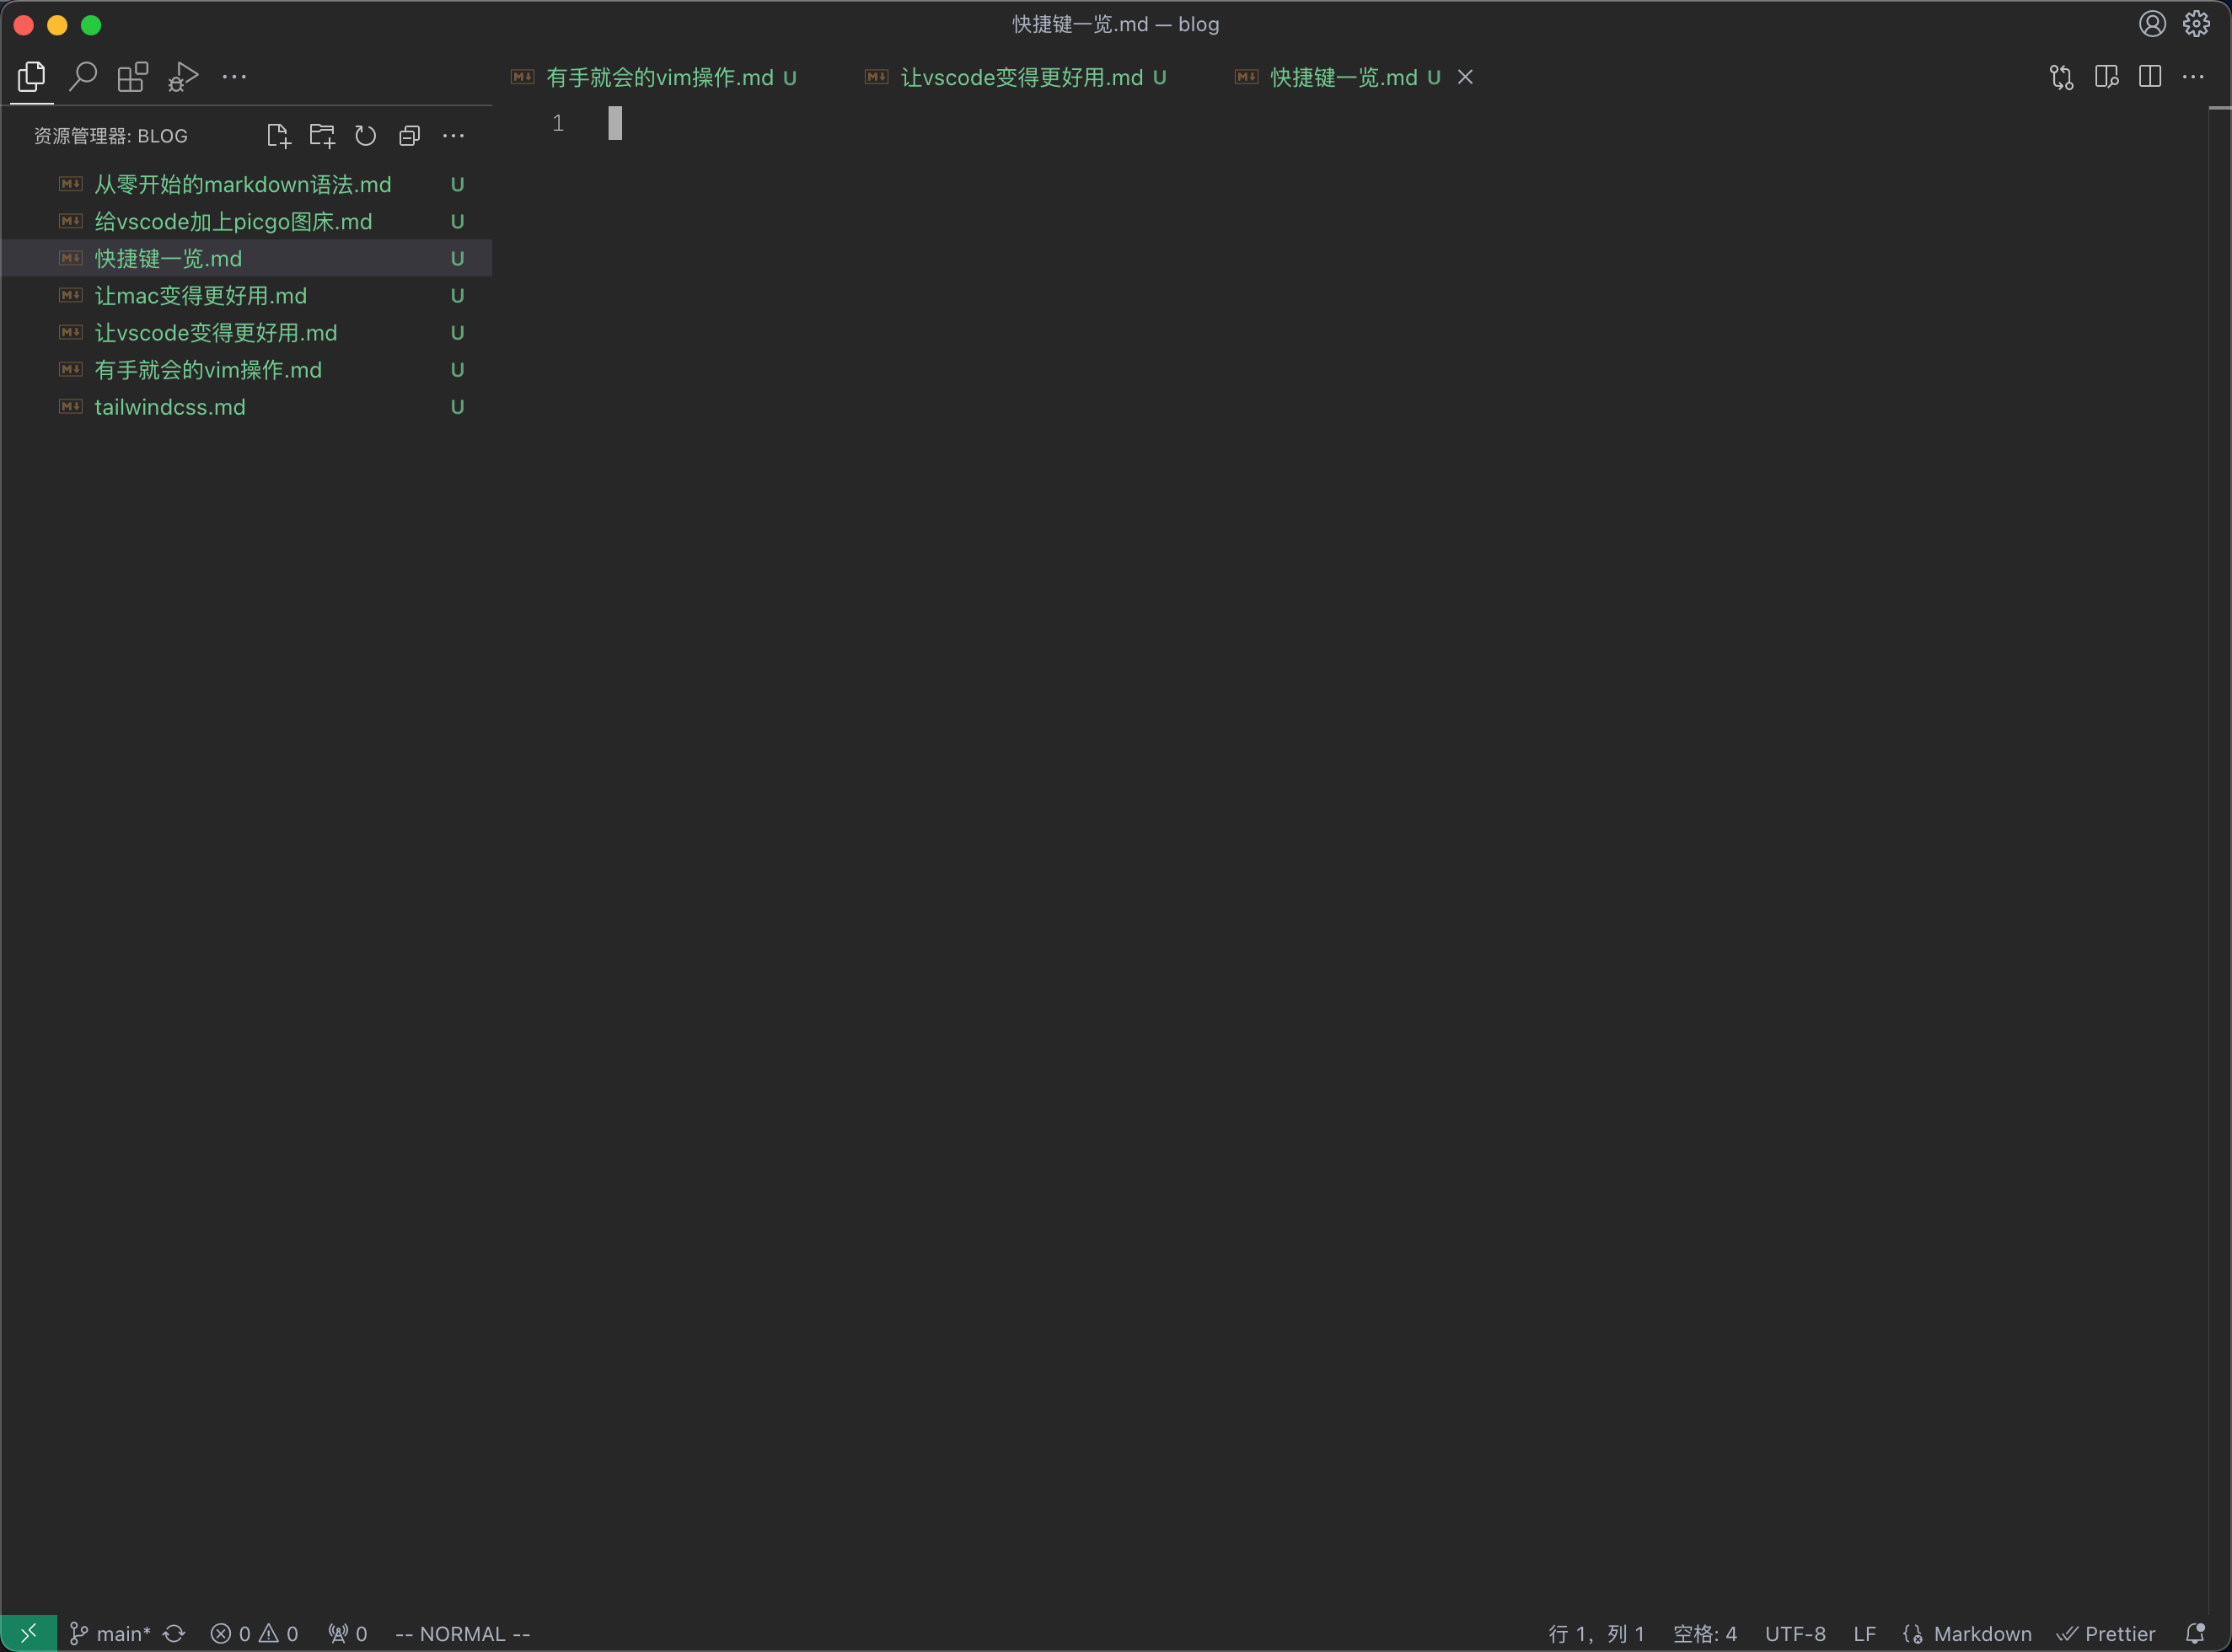 快捷键一览.md — blog
有手就会的vim操作.md U
让vscode变得更好用.md U
快捷键一览.md U
资源管理器: BLOG
从零开始的markdown语法.md U
给vscode加上picgo图床.md U
快捷键一览.md U
让mac变得更好用.md U
让vscode变得更好用.md U
有手就会的vim操作.md U
tailwindcss.md U
1
main* 0 0 0 -- NORMAL -- 行 1，列 1 空格: 4 UTF-8 LF Markdown Prettier